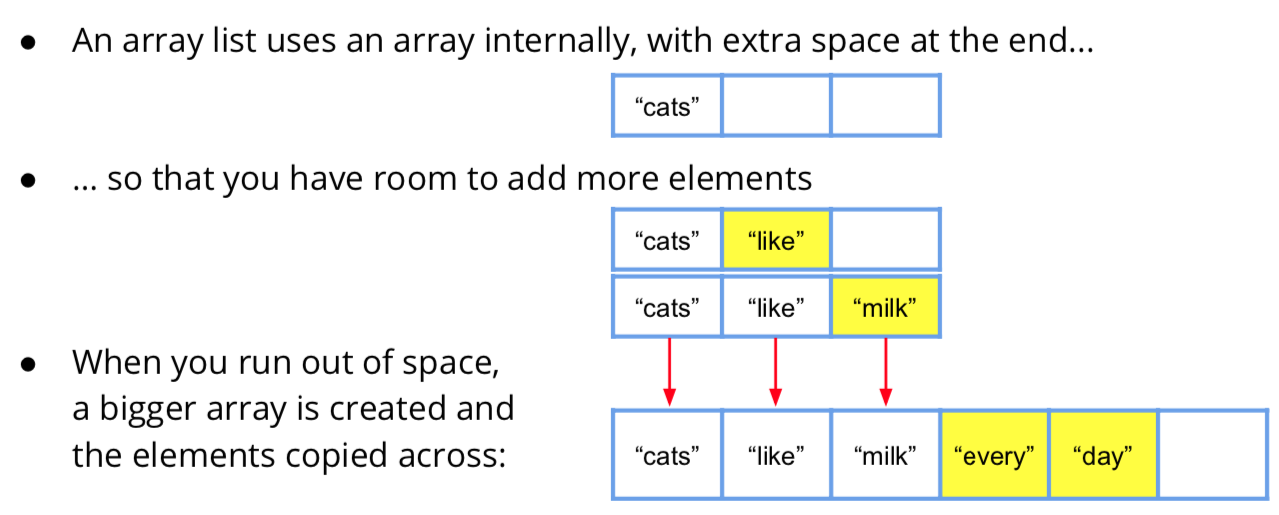 ● An array list uses an array internally, with extra space at the end...
“cats”
● ... so that you have room to add more elements
“cats” “like”
“cats” “like” “milk”
● When you run out of space,
a bigger array is created and
the elements copied across:
“cats” “like” “milk” “every” “day”